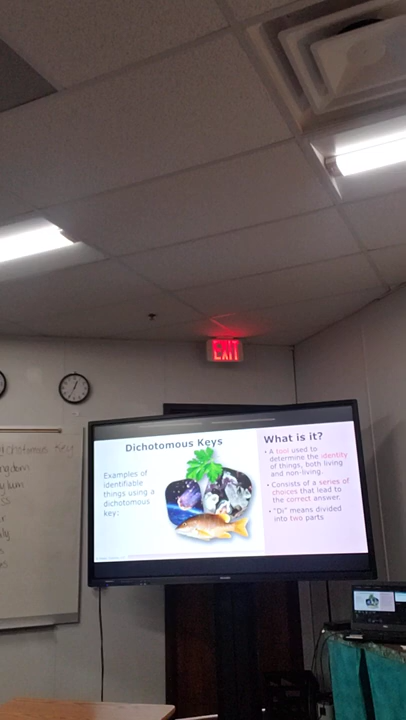 EXIT
Dichotomous Keys
Examples of
identifiable
things using a
dichotomous
key:
What is it?
• A tool used to
determine the identity
of things, both living
and non-living.
• Consists of a series of
choices that lead to
the correct answer.
• "Di" means divided
into two parts